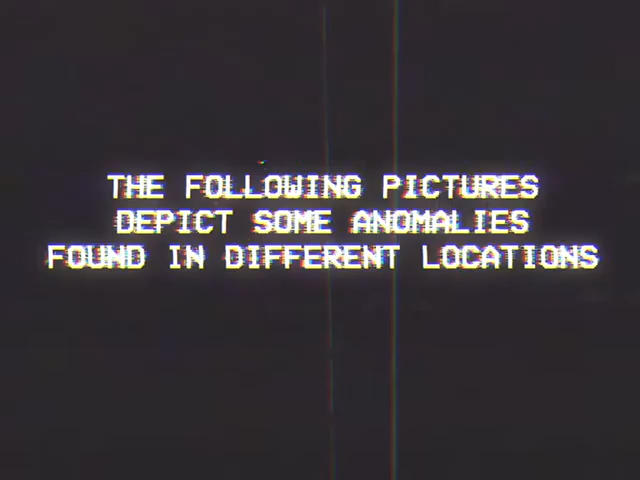 THE FOLLOWING PICTURES
DEPICT SOME ANOMALIES
FOUND IN DIFFERENT LOCATIONS